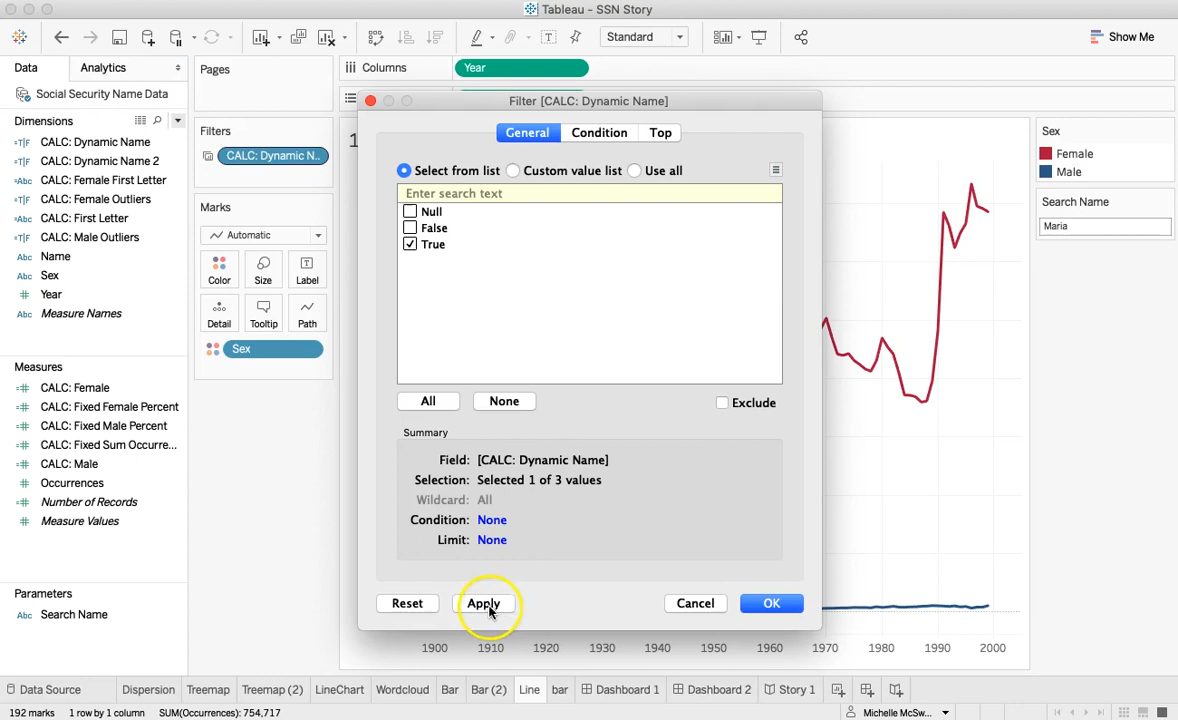 Tableau - SSN Story
Standard
Show Me
Data
Analytics
Pages
Columns
Year
Social Security Name Data
Dimensions
CALC: Dynamic Name
CALC: Dynamic Name 2
CALC: Female First Letter
CALC: Female Outliers
CALC: First Letter
CALC: Male Outliers
Name
Sex
Year
Measure Names
Measures
CALC: Female
CALC: Fixed Female Percent
CALC: Fixed Male Percent
CALC: Fixed Sum Occurre...
CALC: Male
Occurrences
Number of Records
Measure Values
Parameters
Search Name
Filters
CALC: Dynamic N..
Marks
Automatic
Color
Size
Label
Detail
Tooltip
Path
Sex
Filter [CALC: Dynamic Name]
General
Condition
Top
Select from list
Custom value list
Use all
Enter search text
Null
False
True
All
None
Exclude
Summary
Field: [CALC: Dynamic Name]
Selection: Selected 1 of 3 values
Wildcard: All
Condition: None
Limit: None
Reset
Apply
Cancel
OK
Sex
Female
Male
Search Name
Maria
1900 1910 1920 1930 1940 1950 1960 1970 1980 1990 2000
Data Source
Dispersion
Treemap
Treemap (2)
LineChart
Wordcloud
Bar
Bar (2)
Line
bar
Dashboard 1
Dashboard 2
Story 1
192 marks
1 row by 1 column
SUM(Occurrences): 754,717
Michelle McSw...